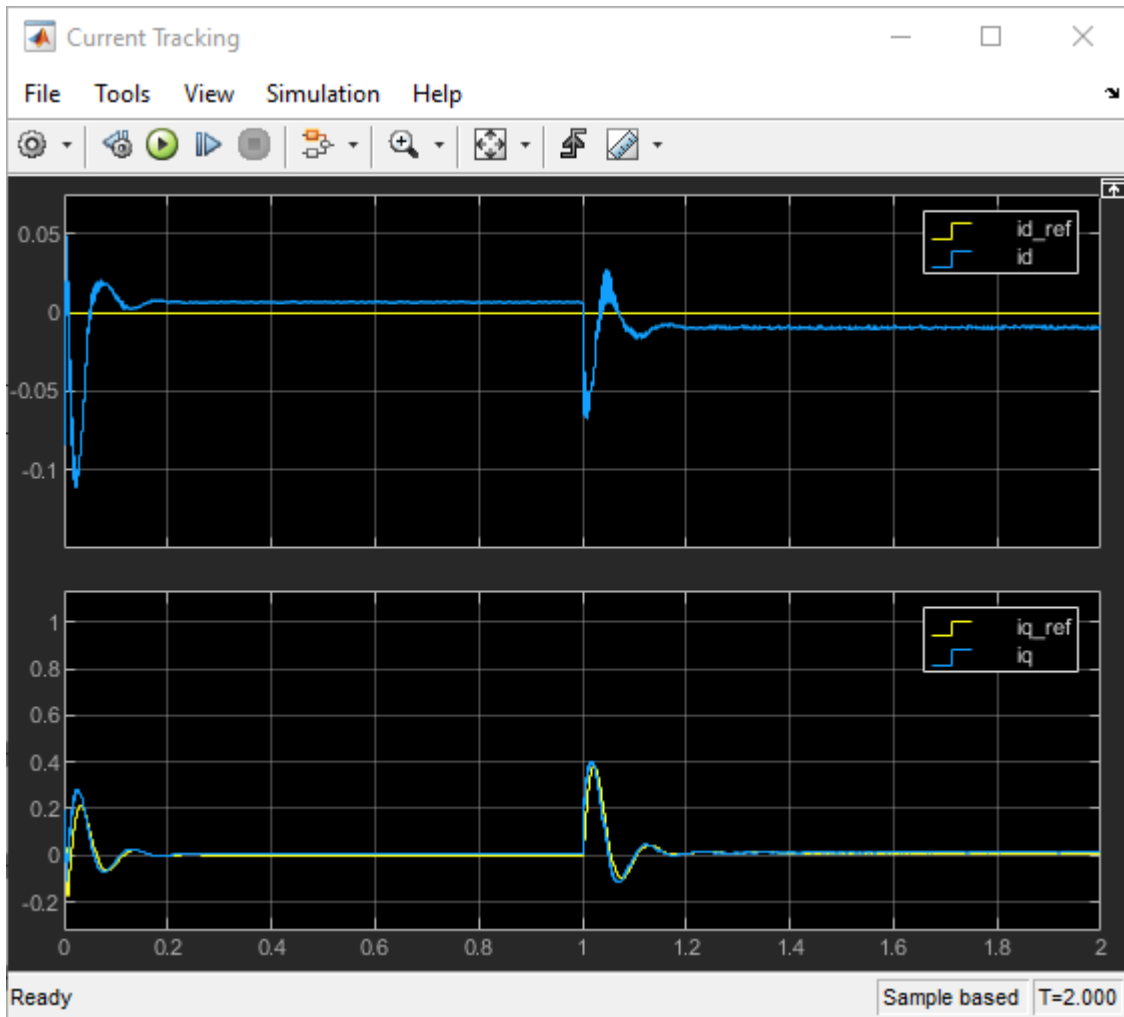 Current Tracking
File Tools View Simulation Help
0.05
0
-0.05
-0.1
id_ref
id
1
0.8
0.6
0.4
0.2
0
-0.2
iq_ref
iq
0 0.2 0.4 0.6 0.8 1 1.2 1.4 1.6 1.8 2
Ready Sample based T=2.000